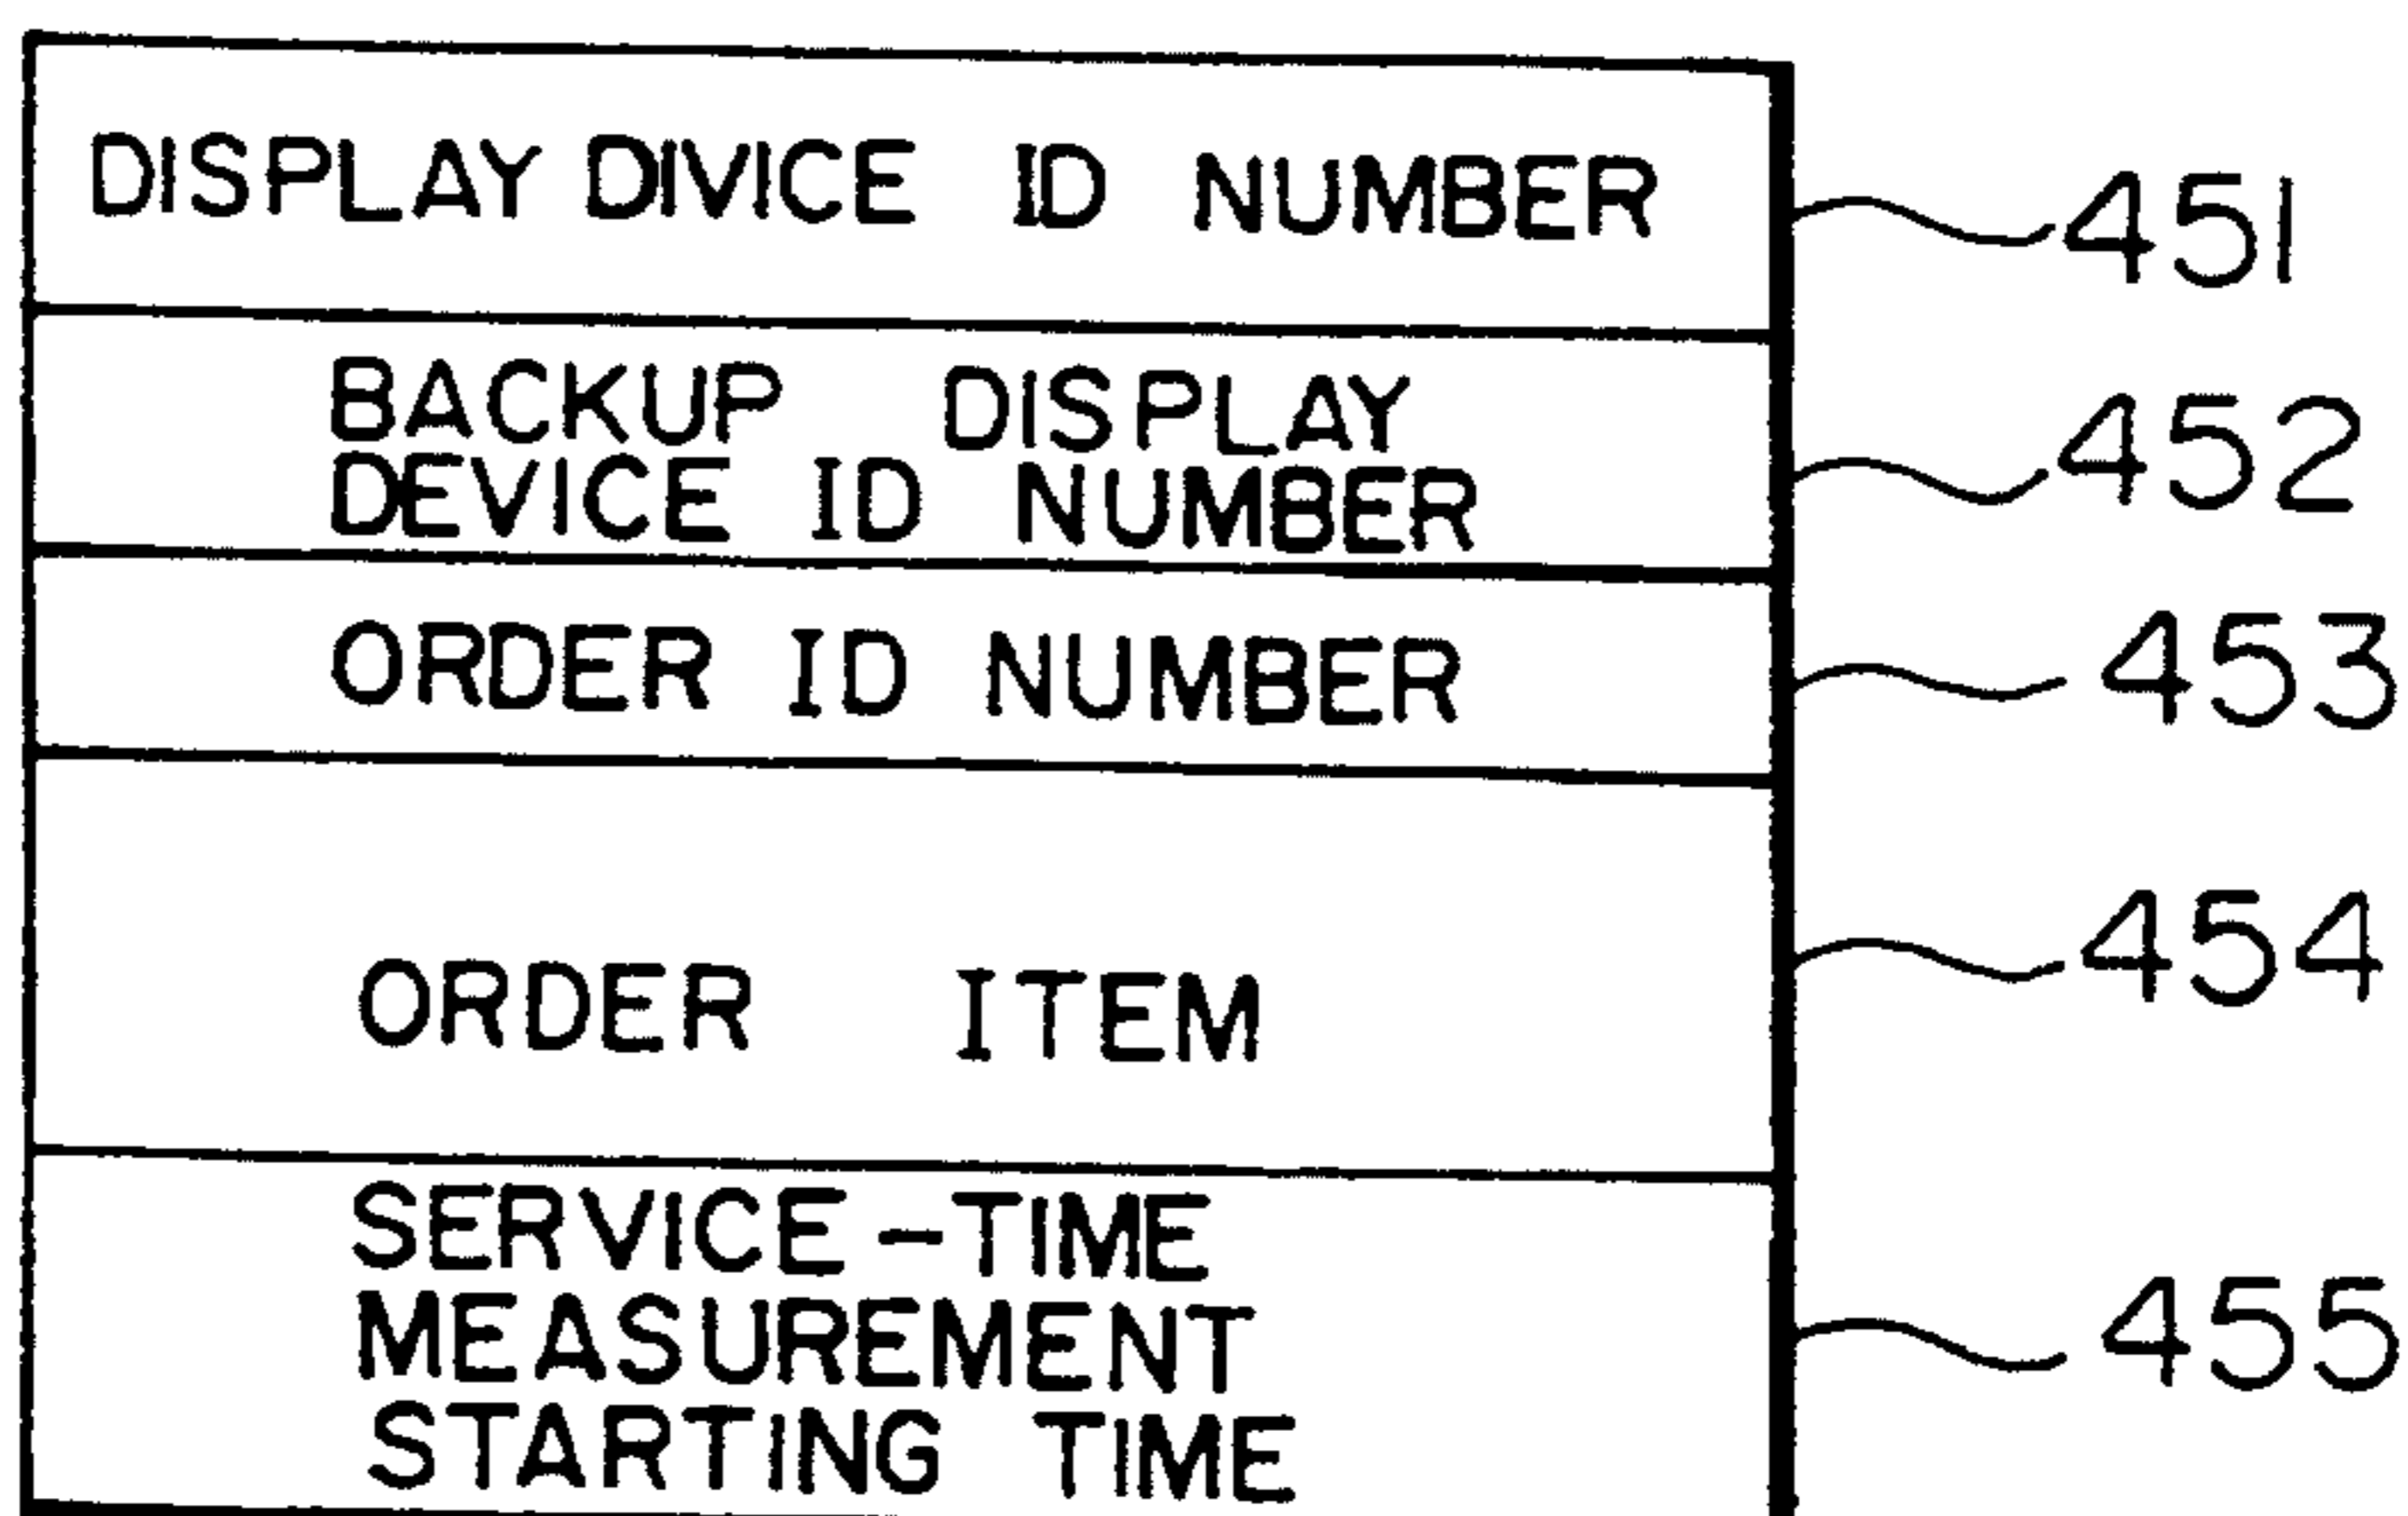 DISPLAY DIVICE ID NUMBER 451
BACKUP DISPLAY
DEVICE ID NUMBER 452
ORDER ID NUMBER 453
ORDER ITEM 454
SERVICE-TIME
MEASUREMENT 455
STARTING TIME